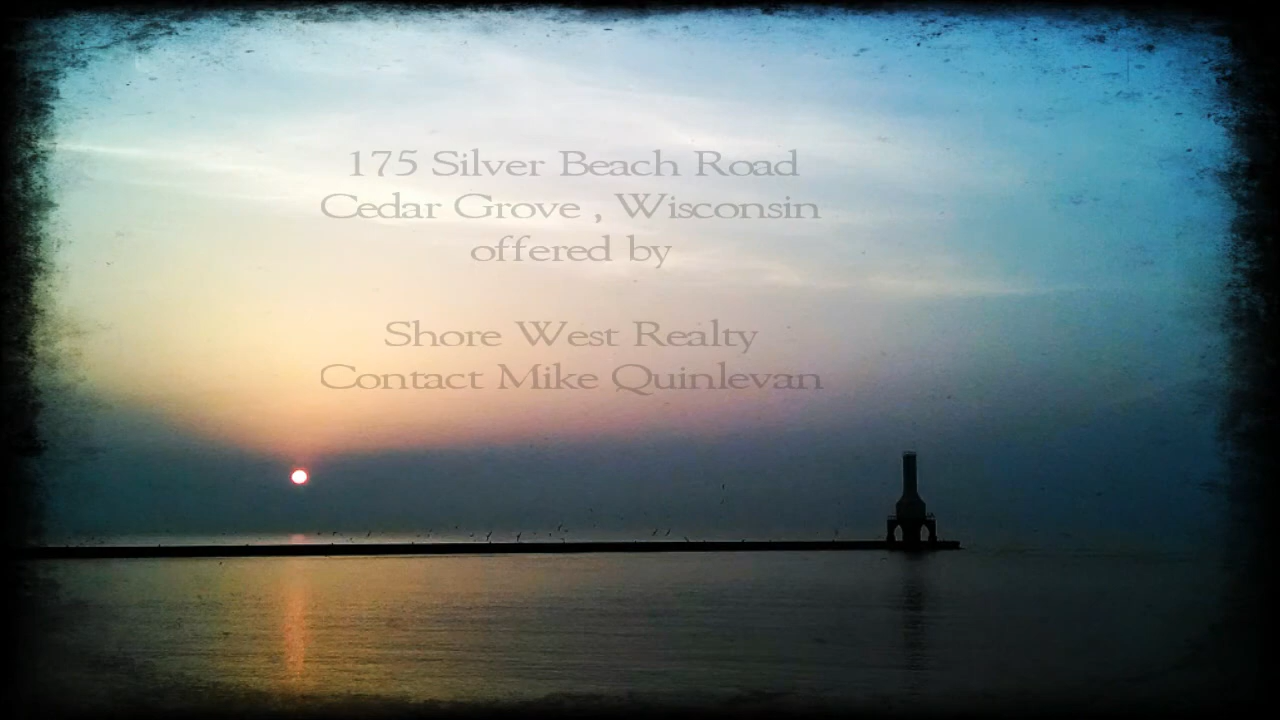 175 Silver Beach Road
Cedar Grove , Wisconsin
offered by
Shore West Realty
Contact Mike Quinlevan